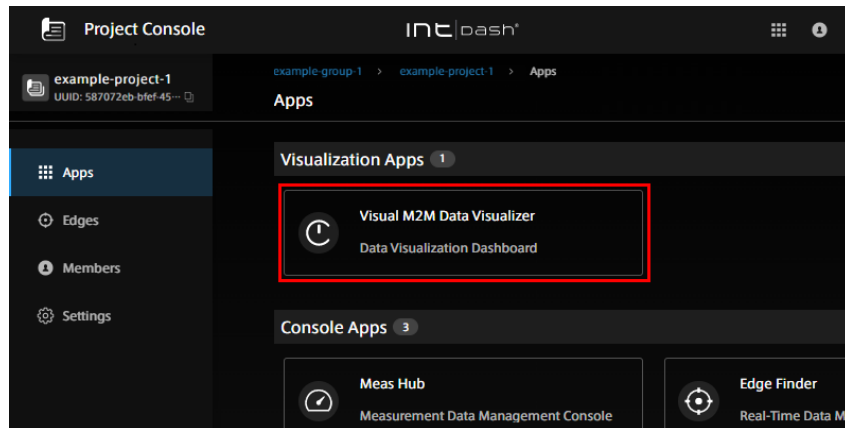 Project Console
intdash
example-project-1
UUID: 587072eb-bfef-45···
example-group-1 > example-project-1 > Apps
Apps
Apps
Edges
Members
Settings
Visualization Apps 1
Visual M2M Data Visualizer
Data Visualization Dashboard
Console Apps 3
Meas Hub
Measurement Data Management Console
Edge Finder
Real-Time Data M